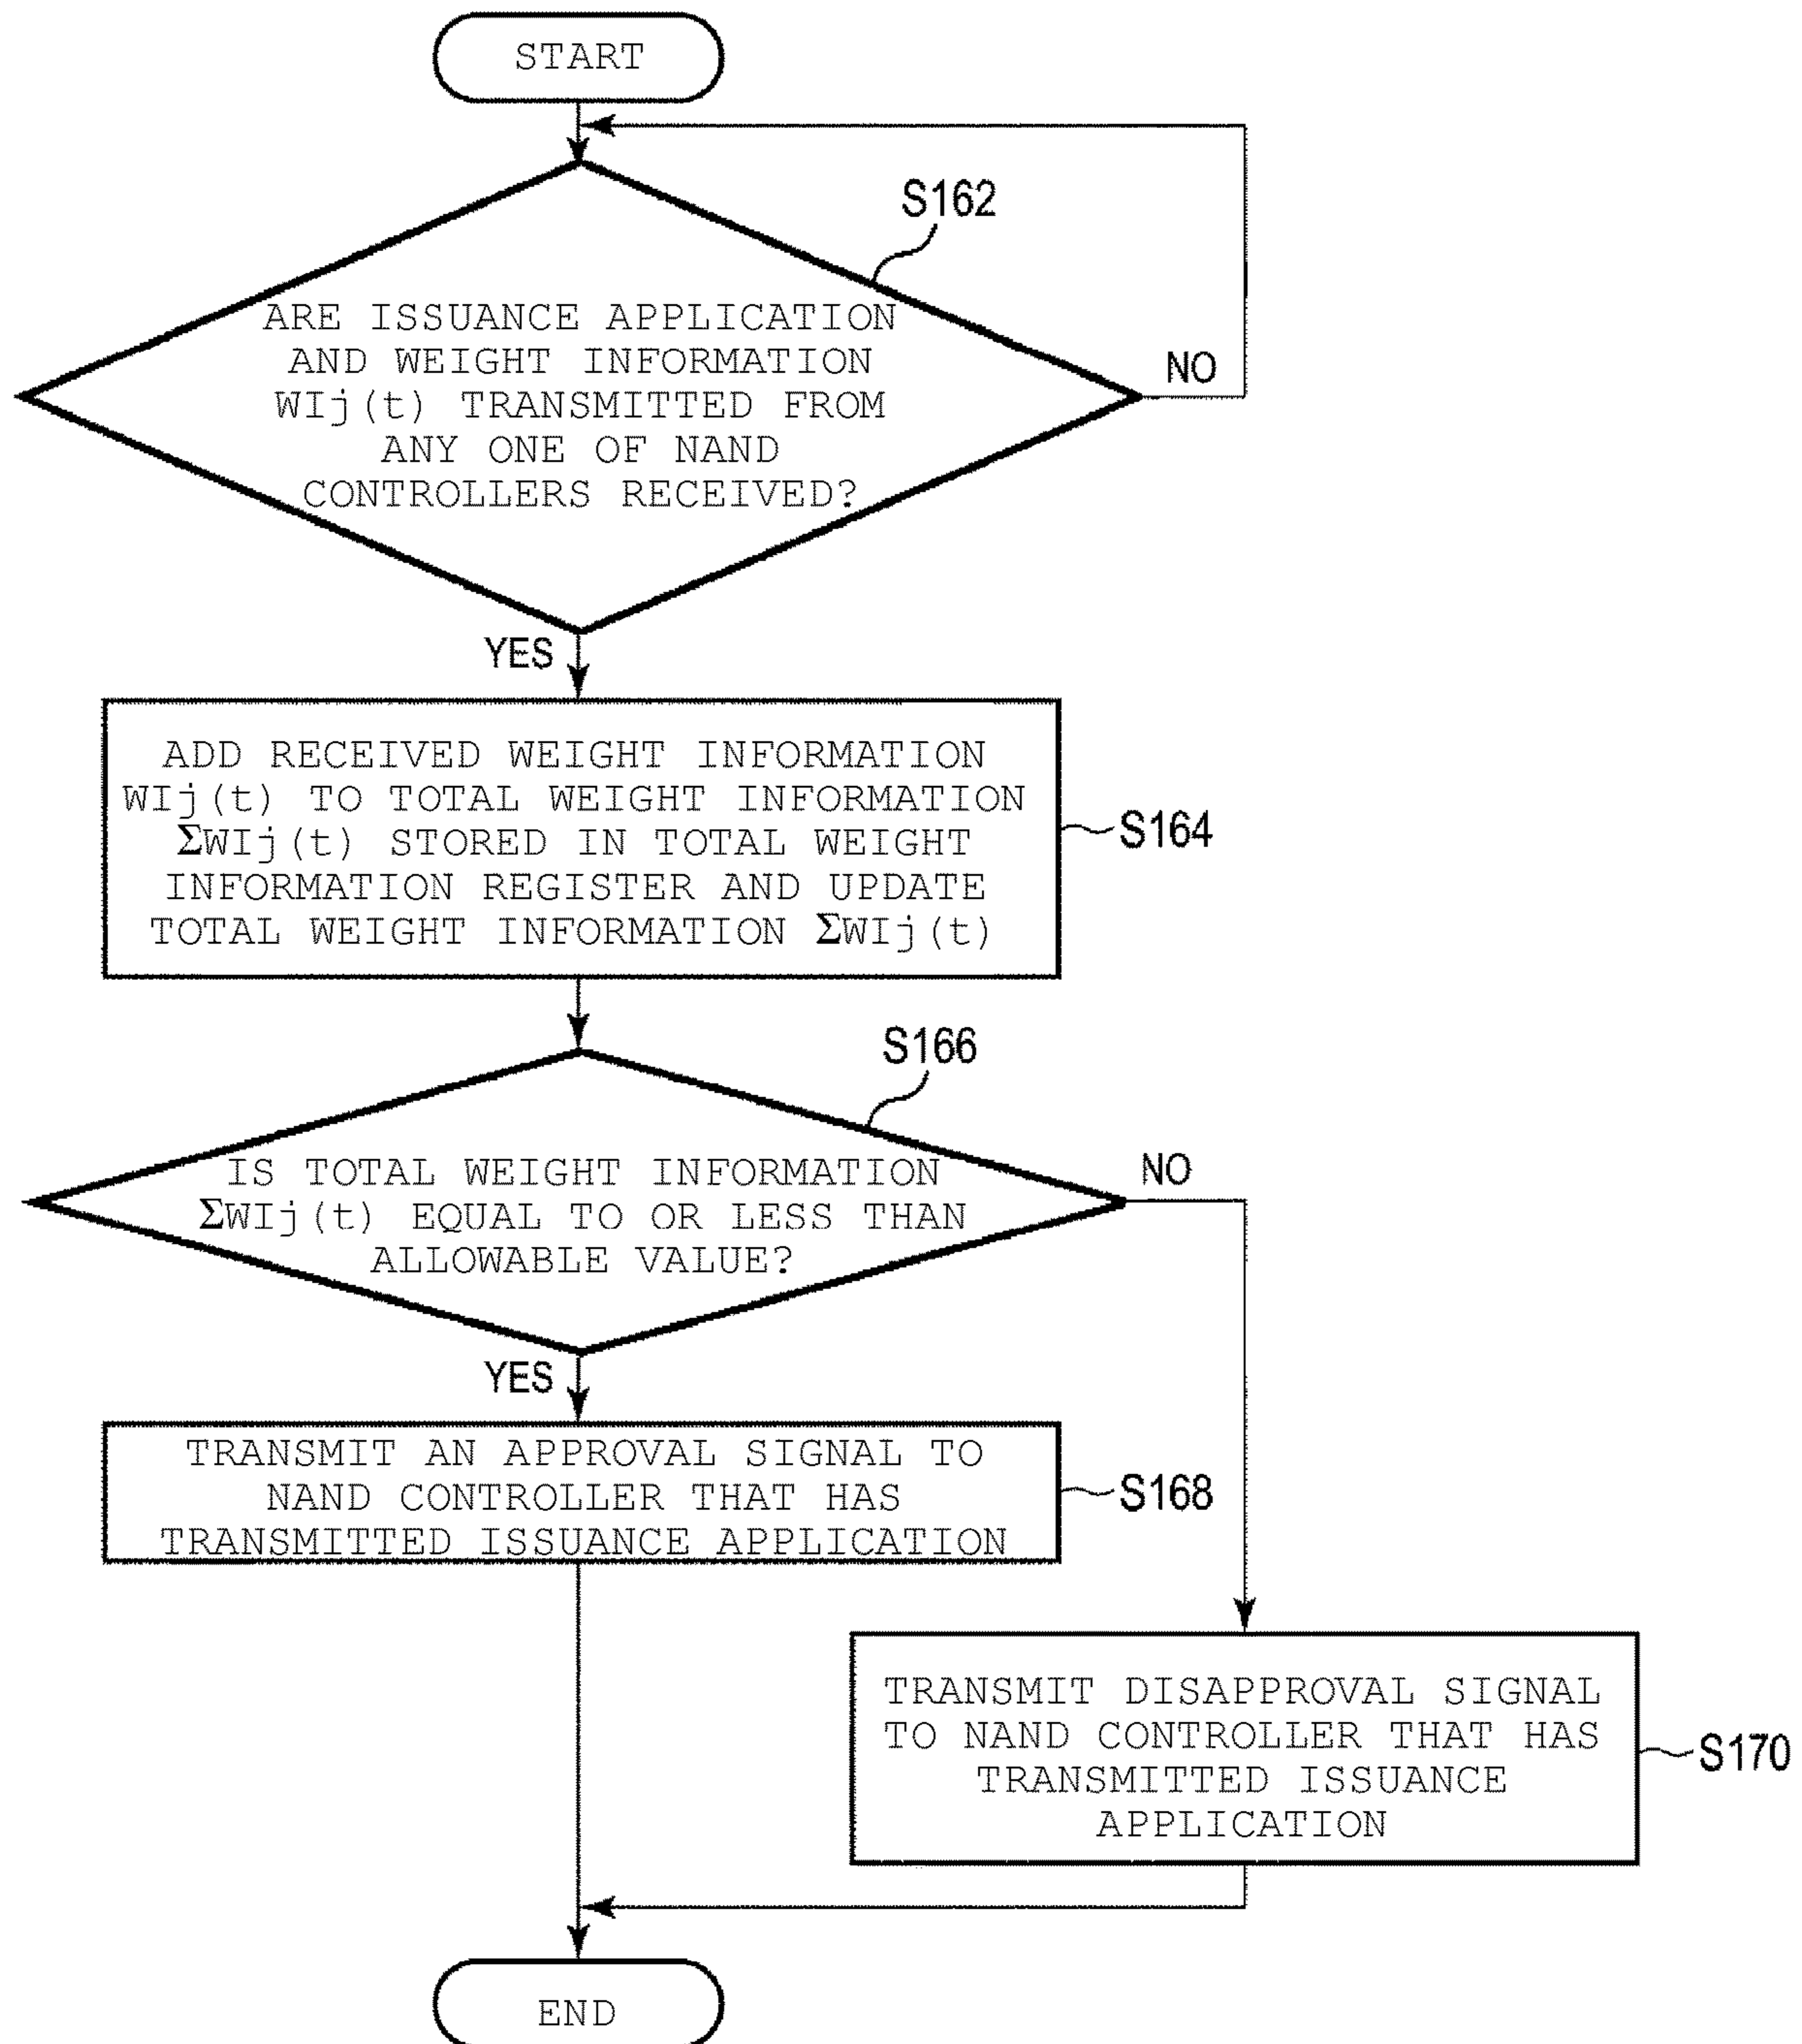 START
S162
ARE ISSUANCE APPLICATION
AND WEIGHT INFORMATION
WIj(t) TRANSMITTED FROM
ANY ONE OF NAND
CONTROLLERS RECEIVED?
NO
YES
ADD RECEIVED WEIGHT INFORMATION
WIj(t) TO TOTAL WEIGHT INFORMATION
ΣWIj(t) STORED IN TOTAL WEIGHT
INFORMATION REGISTER AND UPDATE
TOTAL WEIGHT INFORMATION ΣWIj(t)
S164
S166
IS TOTAL WEIGHT INFORMATION
ΣWIj(t) EQUAL TO OR LESS THAN
ALLOWABLE VALUE?
NO
YES
TRANSMIT AN APPROVAL SIGNAL TO
NAND CONTROLLER THAT HAS
TRANSMITTED ISSUANCE APPLICATION
S168
TRANSMIT DISAPPROVAL SIGNAL
TO NAND CONTROLLER THAT HAS
TRANSMITTED ISSUANCE
APPLICATION
S170
END